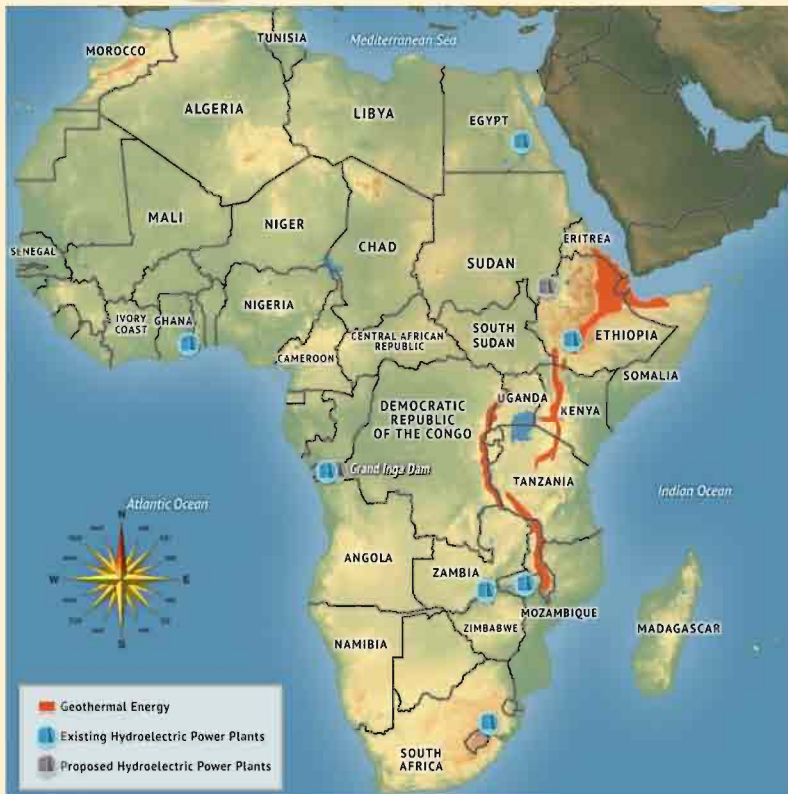 Mediterranean Sea
TUNISIA
MOROCCO
ALGERIA
LIBYA
EGYPT
MALI
NIGER
CHAD
SUDAN
ERITREA
SENEGAL
NIGERIA
IVORY
COAST
GHANA
CENTRAL AFRICAN
REPUBLIC
SOUTH
SUDAN
ETHIOPIA
CAMEROON
SOMALIA
UGANDA
KENYA
DEMOCRATIC
REPUBLIC
OF THE CONGO
Grand Inga Dam
TANZANIA
Indian Ocean
Atlantic Ocean
N
W
E
S
ANGOLA
ZAMBIA
MOZAMBIQUE
ZIMBABWE
MADAGASCAR
NAMIBIA
SOUTH
AFRICA
Geothermal Energy
Existing Hydroelectric Power Plants
Proposed Hydroelectric Power Plants